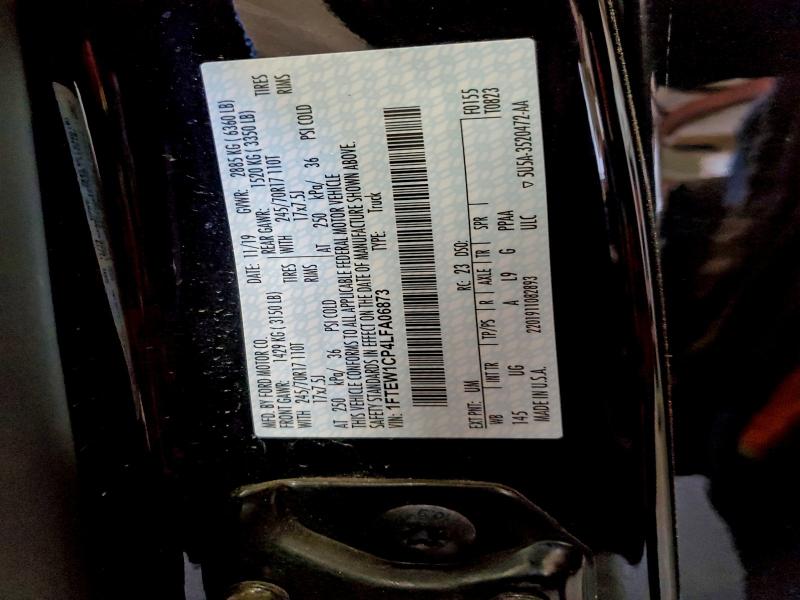 MFD. BY FORD MOTOR CO.
DATE: 11/19 GVWR: 2885 KG ( 6360 LB)
FRONT GAWR: 1429 KG ( 3150 LB) REAR GAWR: 1520 KG ( 3350 LB)
WITH 245/70R17 110T TIRES WITH 245/70R17 110T TIRES
17x7.5J RIMS 17x7.5J RIMS
AT 250 kPa/ 36 PSI COLD AT 250 kPa/ 36 PSI COLD
THIS VEHICLE CONFORMS TO ALL APPLICABLE FEDERAL MOTOR VEHICLE
SAFETY STANDARDS IN EFFECT ON THE DATE OF MANUFACTURE SHOWN ABOVE.
VIN: 1FTEW1CP4LFA06873 TYPE: Truck
EXT PNT: UM RC: 23 DSO: F0155
WB INT TR TP/PS R AXLE TR SPR T0823
145 UG A L9 G PPAA
MADE IN U.S.A. 2201911082893 ULC ▽ 5U5A-3520472-AA